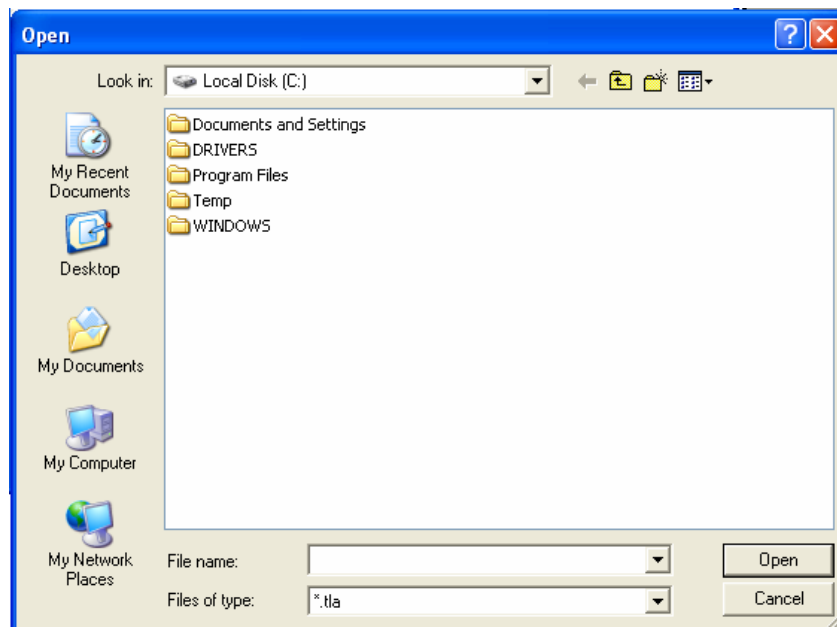 Open
Look in:
Local Disk (C:)
My Recent
Documents
Desktop
My Documents
My Computer
My Network
Places
Documents and Settings
DRIVERS
Program Files
Temp
WINDOWS
File name:
Open
Files of type:
*.tla
Cancel